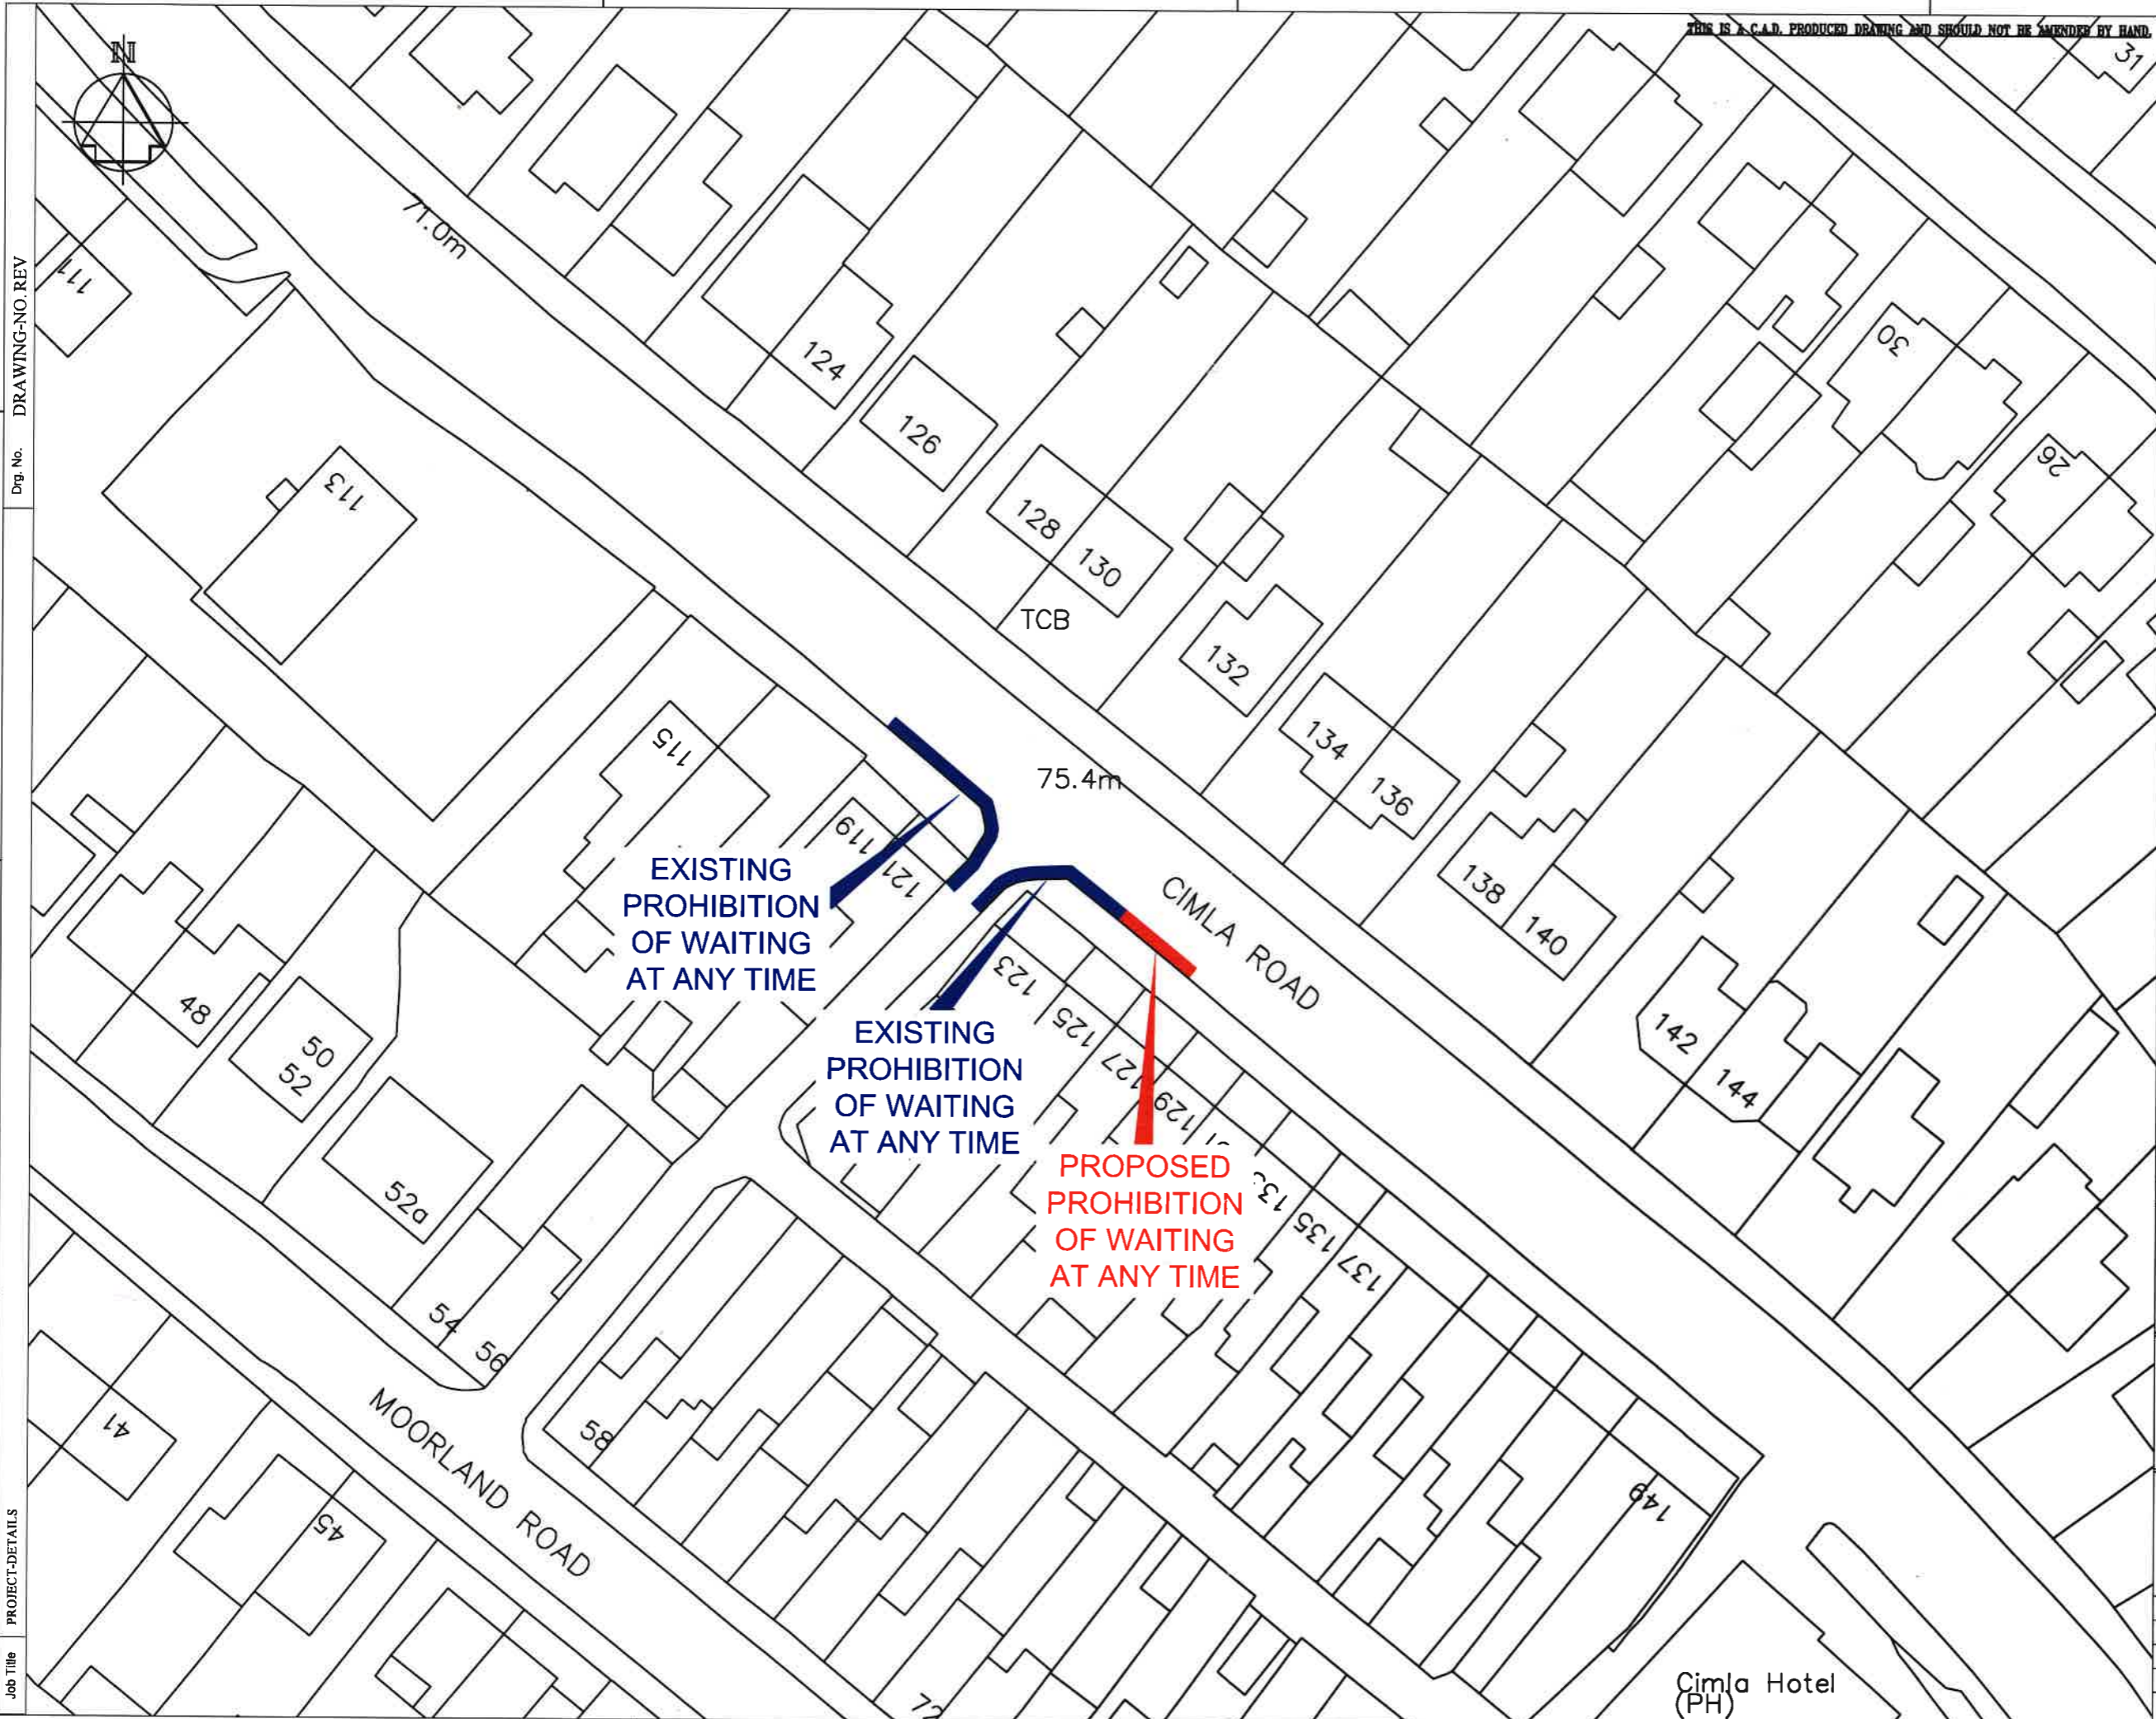 THIS IS A C.A.D. PRODUCED DRAWING AND SHOULD NOT BE AMENDED BY HAND.
N
31
71.0m
111
DRAWING-NO.REV
Drg. No.
124
30
126
26
113
128
130
TCB
132
115
134
75.4m
136
119
121
138
EXISTING
PROHIBITION
OF WAITING
AT ANY TIME
CIMLA ROAD
140
123
48
125
142
50
52
EXISTING
PROHIBITION
OF WAITING
AT ANY TIME
127
129
144
PROPOSED
PROHIBITION
OF WAITING
AT ANY TIME
52a
135
137
54
56
41
MOORLAND ROAD
58
45
149
PROJECT-DETAILS
Job Title
Cimla Hotel
(PH)